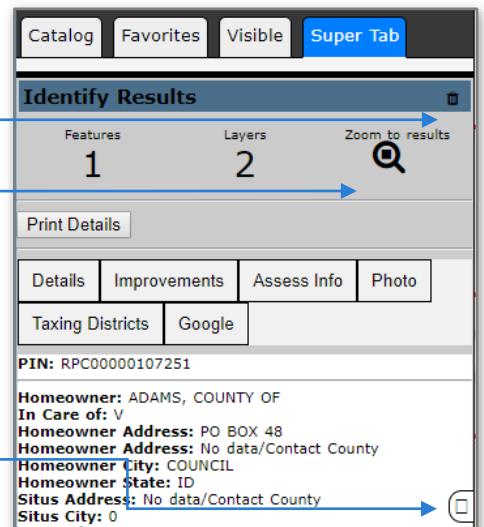 Catalog Favorites Visible Super Tab
Identify Results
Features Layers Zoom to results
1 2
Print Details
Details Improvements Assess Info Photo
Taxing Districts Google
PIN: RPC00000107251
Homeowner: ADAMS, COUNTY OF
In Care of: V
Homeowner Address: PO BOX 48
Homeowner Address: No data/Contact County
Homeowner City: COUNCIL
Homeowner State: ID
Situs Address: No data/Contact County
Situs City: 0